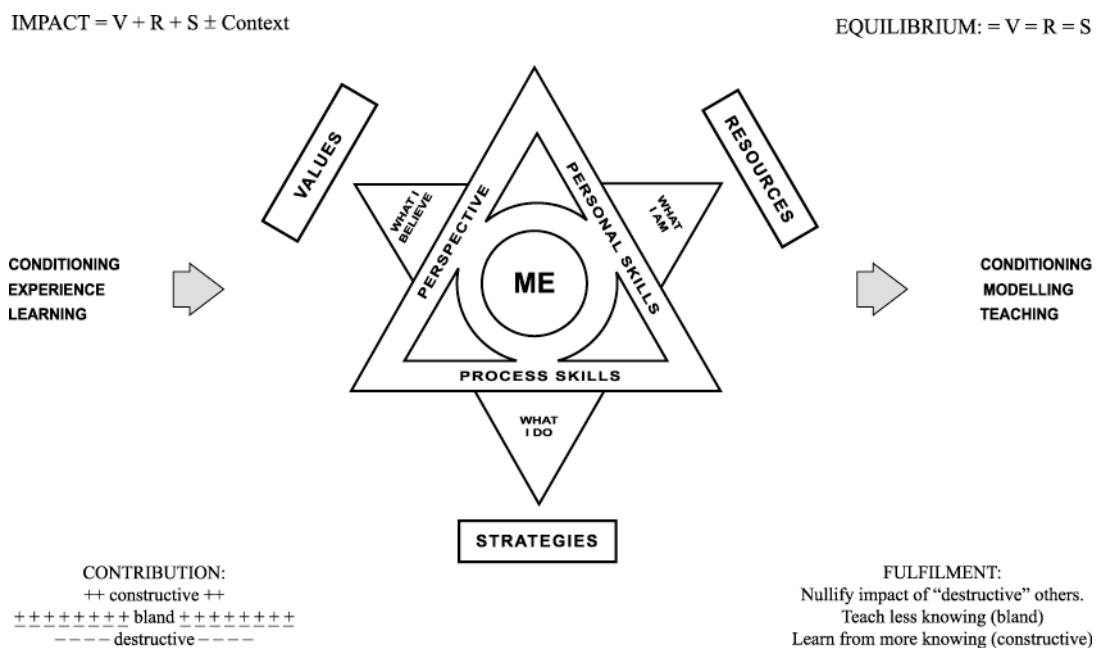 IMPACT = V + R + S ± Context
EQUILIBRIUM: = V = R = S
VALUES
RESOURCES
WHAT I
BELIEVE
PERSPECTIVE
PERSONAL SKILLS
WHAT
I AM
CONDITIONING
EXPERIENCE
LEARNING
ME
CONDITIONING
MODELLING
TEACHING
PROCESS SKILLS
WHAT
I DO
STRATEGIES
CONTRIBUTION:
++ constructive ++
± ± ± ± ± ± ± ± bland ± ± ± ± ± ± ± ±
– – – – destructive – – – –
FULFILMENT:
Nullify impact of “destructive” others.
Teach less knowing (bland)
Learn from more knowing (constructive)